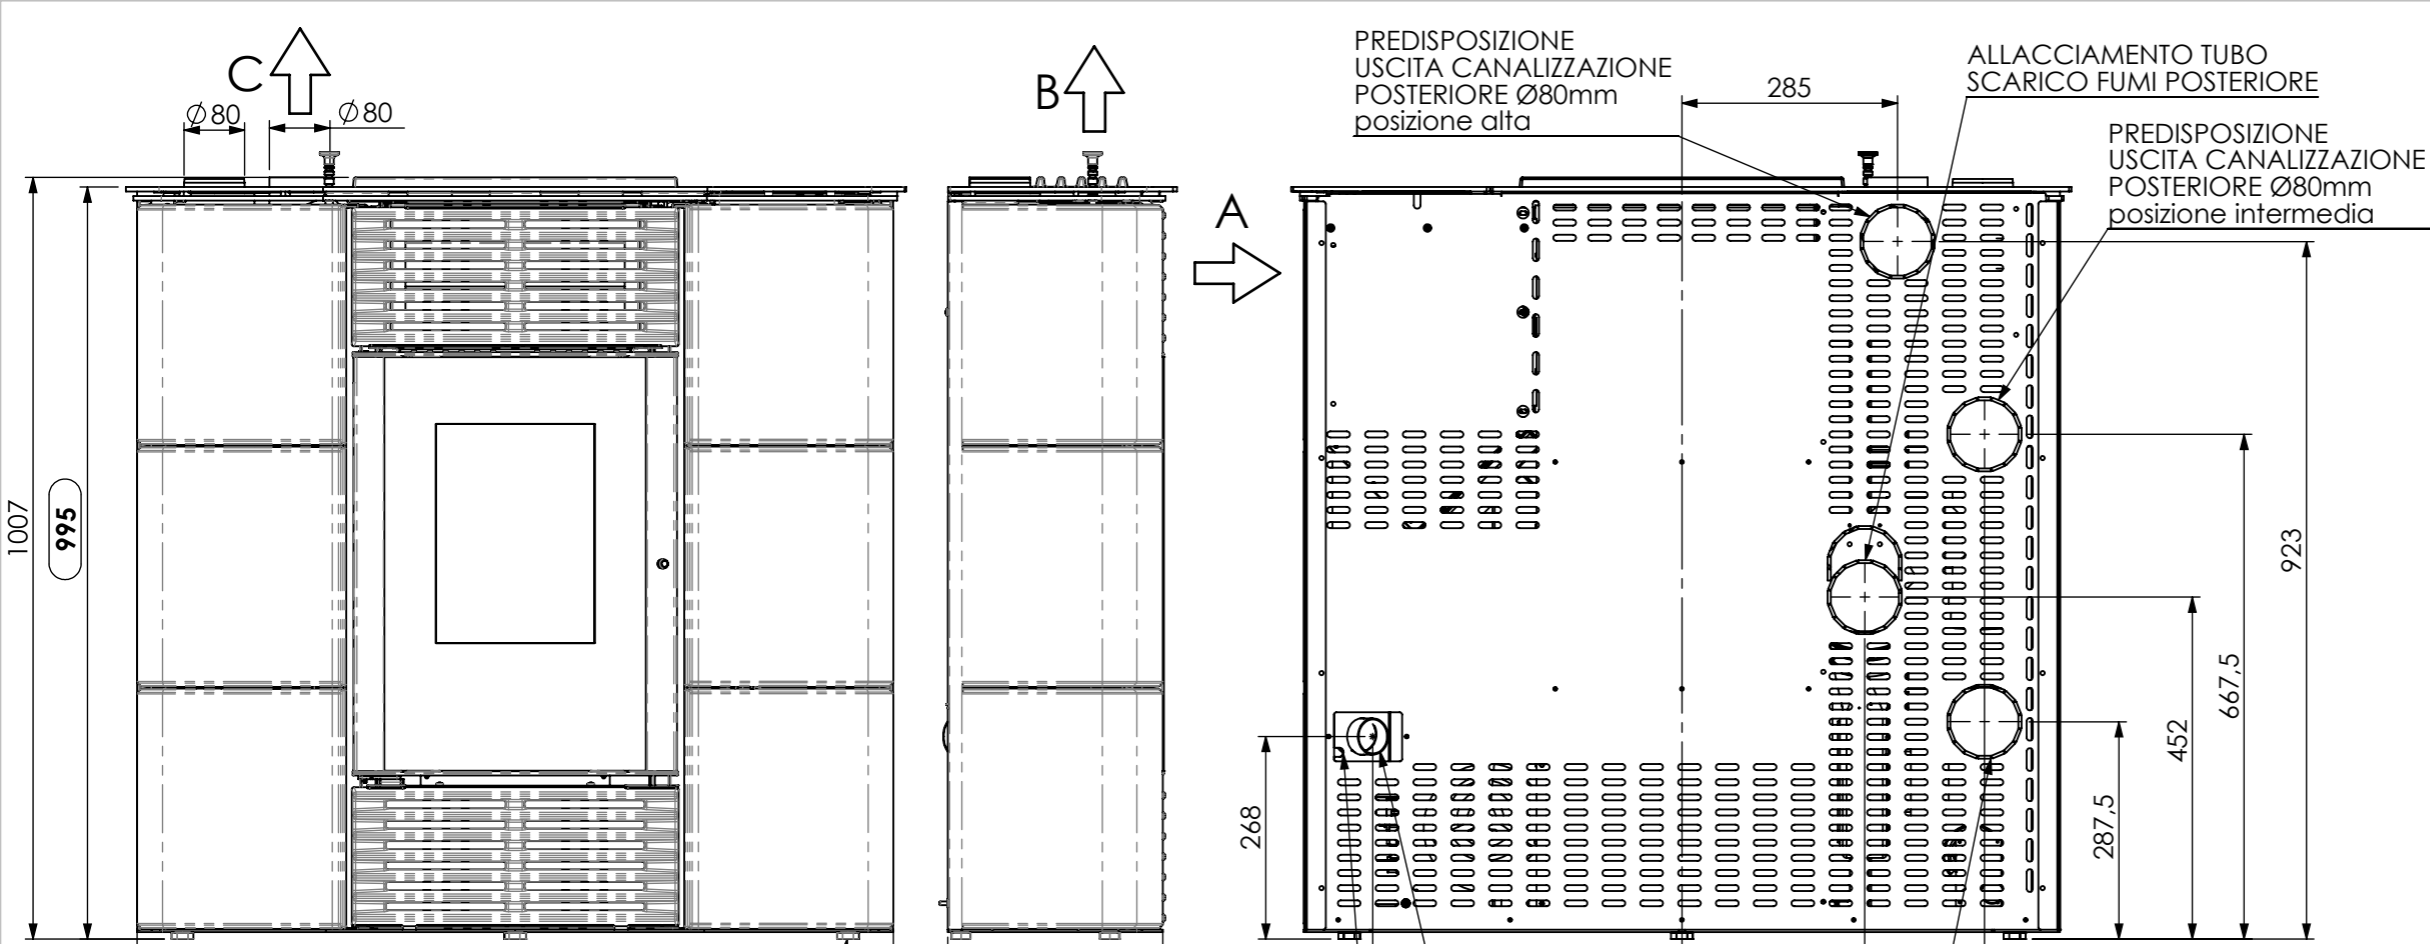 C
Ø80
Ø80
B
A
PREDISPOSIZIONE
USCITA CANALIZZAZIONE
POSTERIORE Ø80mm
posizione alta
285
ALLACCIAMENTO TUBO
SCARICO FUMI POSTERIORE
PREDISPOSIZIONE
USCITA CANALIZZAZIONE
POSTERIORE Ø80mm
posizione intermedia
1007
995
268
287,5
452
667,5
923